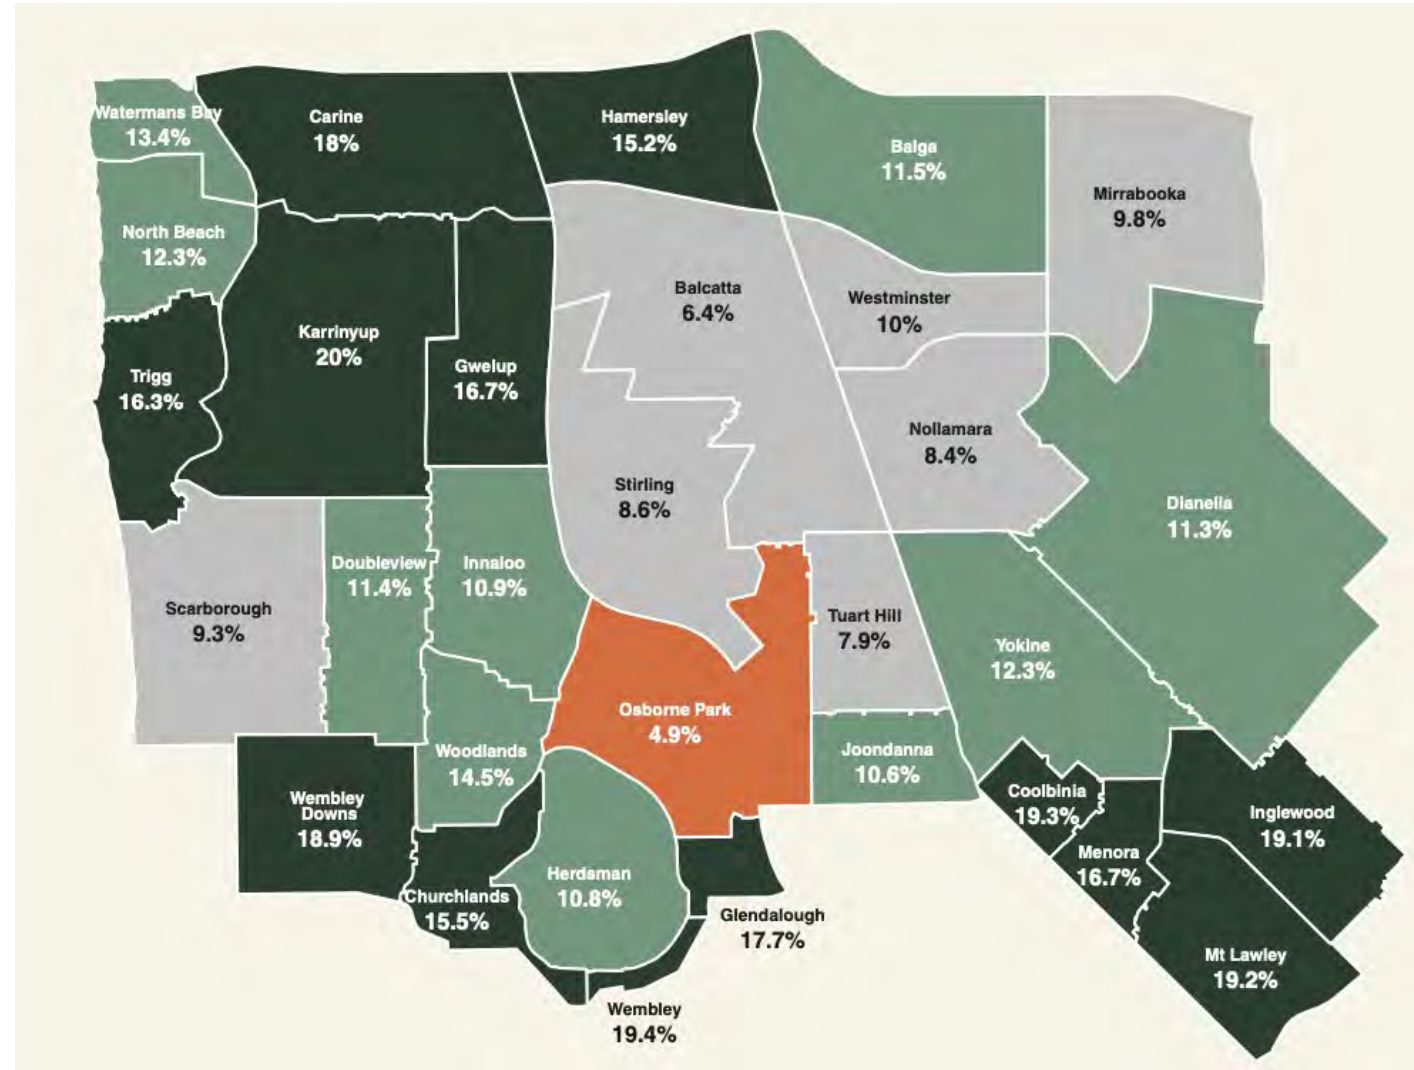 Watermans Bay
13.4%
Carine
18%
Hamersley
15.2%
Balga
11.5%
Mirrabooka
9.8%
North Beach
12.3%
Balcatta
6.4%
Westminster
10%
Karrinyup
20%
Gwelup
16.7%
Trigg
16.3%
Nollamara
8.4%
Stirling
8.6%
Dianella
11.3%
Doubleview
11.4%
Innaloo
10.9%
Scarborough
9.3%
Tuart Hill
7.9%
Yokine
12.3%
Osborne Park
4.9%
Woodlands
14.5%
Joondanna
10.6%
Coolbinia
19.3%
Wembley
Downs
18.9%
Inglewood
19.1%
Menora
16.7%
Herdsman
10.8%
Churchlands
15.5%
Glendalough
17.7%
Mt Lawley
19.2%
Wembley
19.4%